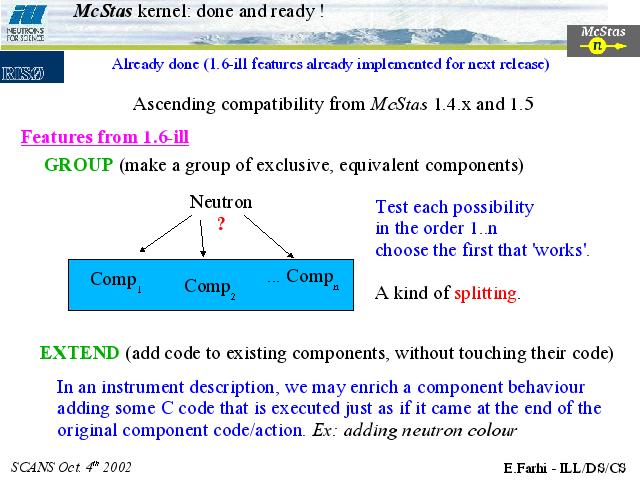 McStas kernel: done and ready !
NEUTRONS
FOR SCIENCE
McStas
n
RISØ
Already done (1.6-ill features already implemented for next release)
Ascending compatibility from McStas 1.4.x and 1.5
Features from 1.6-ill
GROUP (make a group of exclusive, equivalent components)
Neutron
?
Comp1
Comp2
... Compn
Test each possibility
in the order 1..n
choose the first that 'works'.
A kind of splitting.
EXTEND (add code to existing components, without touching their code)
In an instrument description, we may enrich a component behaviour
adding some C code that is executed just as if it came at the end of the
original component code/action. Ex: adding neutron colour
SCANS Oct. 4th 2002
E.Farhi - ILL/DS/CS